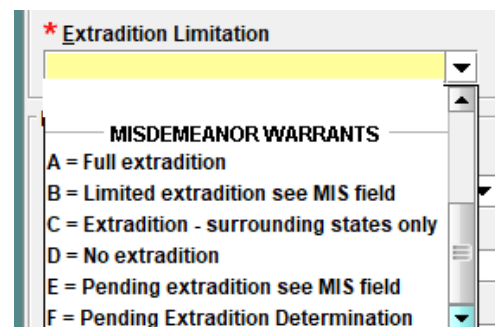 * Extradition Limitation
MISDEMEANOR WARRANTS
A = Full extradition
B = Limited extradition see MIS field
C = Extradition - surrounding states only
D = No extradition
E = Pending extradition see MIS field
F = Pending Extradition Determination